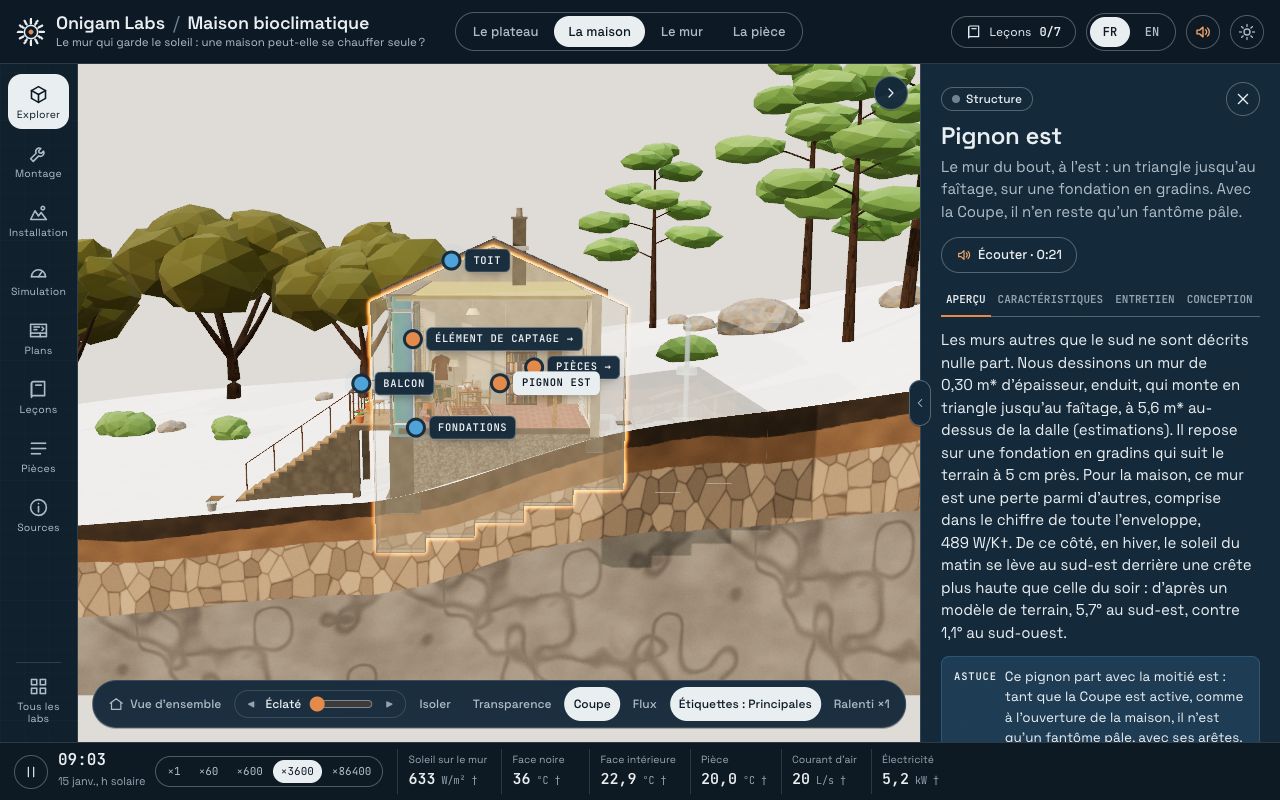 Onigam Labs / Maison bioclimatique
Le mur qui garde le soleil : une maison peut-elle se chauffer seule ?
Le plateau
La maison
Le mur
La pièce
Leçons 0/7
FR
EN
Explorer
Montage
Installation
Simulation
Plans
Leçons
Pièces
Sources
Tous les
labs
TOIT
ÉLÉMENT DE CAPTAGE →
PIÈCES →
PIGNON EST
BALCON
FONDATIONS
Vue d'ensemble
Éclaté
Isoler
Transparence
Coupe
Flux
Étiquettes : Principales
Ralenti ×1
Structure
Pignon est
Le mur du bout, à l'est : un triangle jusqu'au
faîtage, sur une fondation en gradins. Avec
la Coupe, il n'en reste qu'un fantôme pâle.
Écouter · 0:21
APERÇU
CARACTÉRISTIQUES
ENTRETIEN
CONCEPTION
Les murs autres que le sud ne sont décrits
nulle part. Nous dessinons un mur de
0,30 m* d'épaisseur, enduit, qui monte en
triangle jusqu'au faîtage, à 5,6 m* au-
dessus de la dalle (estimations). Il repose
sur une fondation en gradins qui suit le
terrain à 5 cm près. Pour la maison, ce mur
est une perte parmi d'autres, comprise
dans le chiffre de toute l'enveloppe,
489 W/K†. De ce côté, en hiver, le soleil du
matin se lève au sud-est derrière une crête
plus haute que celle du soir : d'après un
modèle de terrain, 5,7° au sud-est, contre
1,1° au sud-ouest.
ASTUCE
Ce pignon part avec la moitié est :
tant que la Coupe est active, comme
à l'ouverture de la maison, il n'est
qu'un fantôme pâle, avec ses arêtes.
09:03
15 janv., h solaire
×1
×60
×600
×3600
×86400
Soleil sur le mur
633 W/m² †
Face noire
36 °C †
Face intérieure
22,9 °C †
Pièce
20,0 °C †
Courant d'air
20 L/s †
Électricité
5,2 kW †